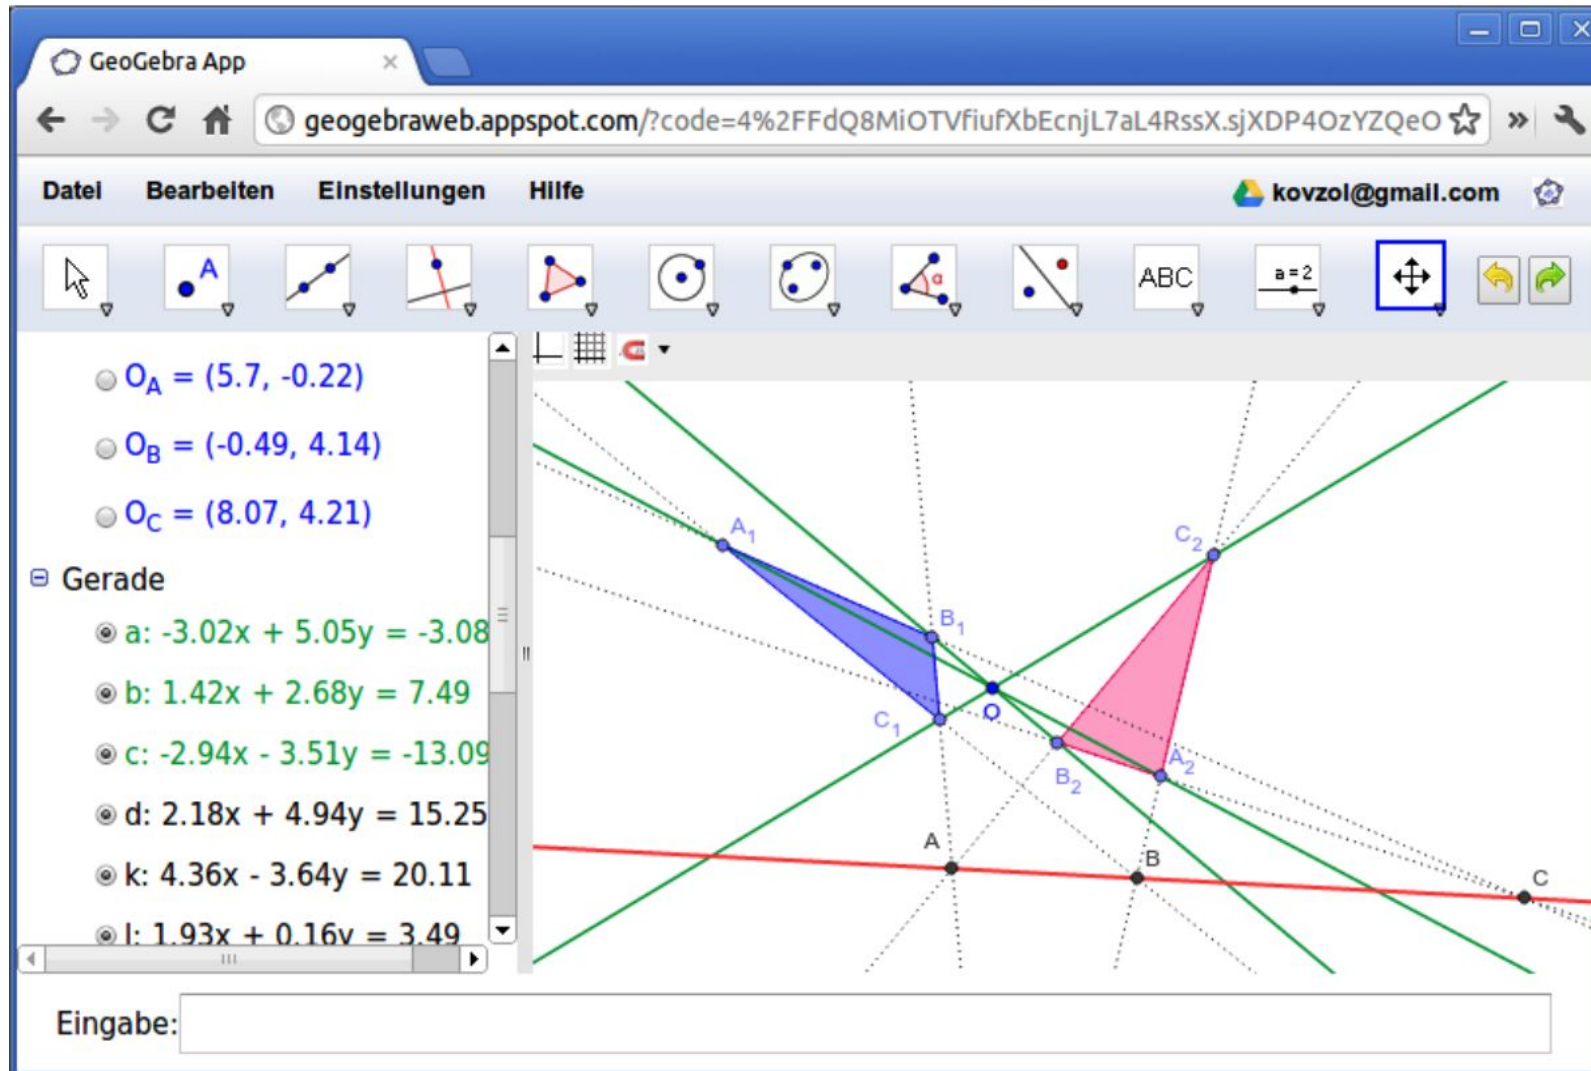 GeoGebra App
geogebraweb.appspot.com/?code=4%2FFdQ8MiOTVfiufXbEcnjL7aL4RssX.sjXDP4OzYZQeO
Datei Bearbeiten Einstellungen Hilfe kovzol@gmail.com
A α ABC a=2
O_A = (5.7, -0.22)
O_B = (-0.49, 4.14)
O_C = (8.07, 4.21)
Gerade
a: -3.02x + 5.05y = -3.08
b: 1.42x + 2.68y = 7.49
c: -2.94x - 3.51y = -13.09
d: 2.18x + 4.94y = 15.25
k: 4.36x - 3.64y = 20.11
l: 1.93x + 0.16y = 3.49
A₁
C₂
B₁
C₁
O
B₂
A₂
A
B
C
Eingabe: